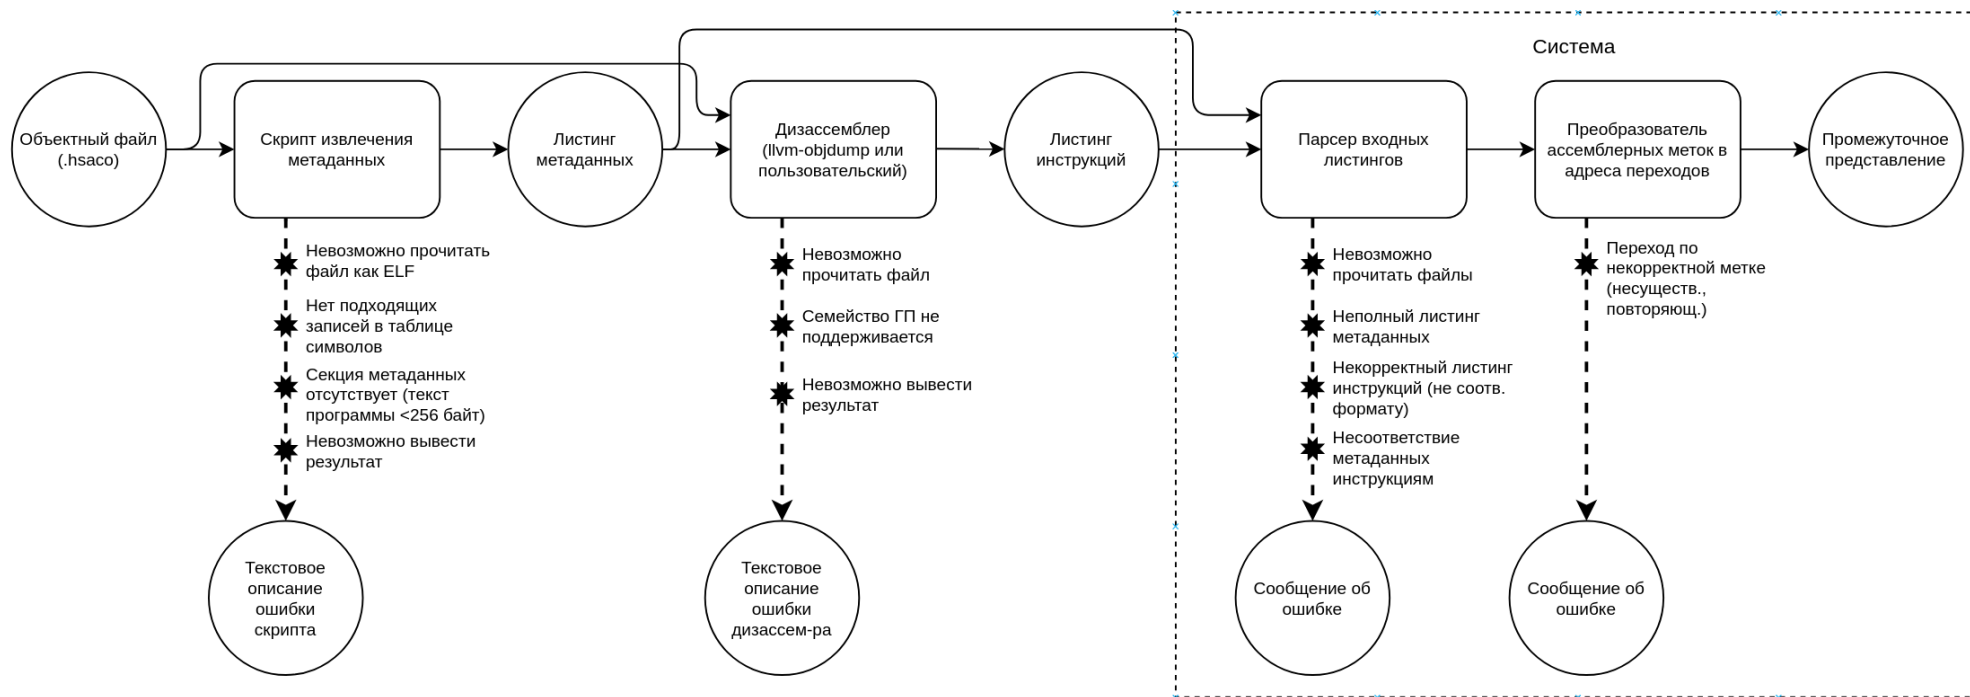 Система
Объектный файл
(.hsaco)
Скрипт извлечения
метаданных
Листинг
метаданных
Дизассемблер
(llvm-objdump или
пользовательский)
Листинг
инструкций
Парсер входных
листингов
Преобразователь
ассемблерных меток в
адреса переходов
Промежуточное
представление
Невозможно прочитать
файл как ELF
Нет подходящих
записей в таблице
символов
Секция метаданных
отсутствует (текст
программы <256 байт)
Невозможно вывести
результат
Невозможно
прочитать файл
Семейство ГП не
поддерживается
Невозможно вывести
результат
Невозможно
прочитать файлы
Неполный листинг
метаданных
Некорректный листинг
инструкций (не соотв.
формату)
Несоответствие
метаданных
инструкциям
Переход по
некорректной метке
(несуществ.,
повторяющ.)
Текстовое
описание
ошибки
скрипта
Текстовое
описание
ошибки
дизассем-ра
Сообщение об
ошибке
Сообщение об
ошибке